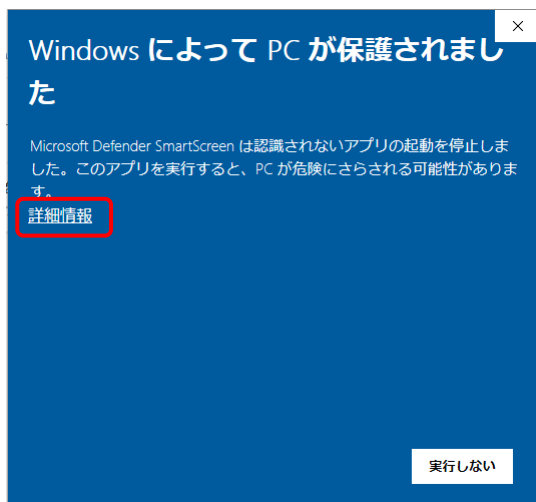 Windows によって PC が保護されまし
た
Microsoft Defender SmartScreen は認識されないアプリの起動を停止しま
した。このアプリを実行すると、PC が危険にさらされる可能性がありま
す。
詳細情報
実行しない